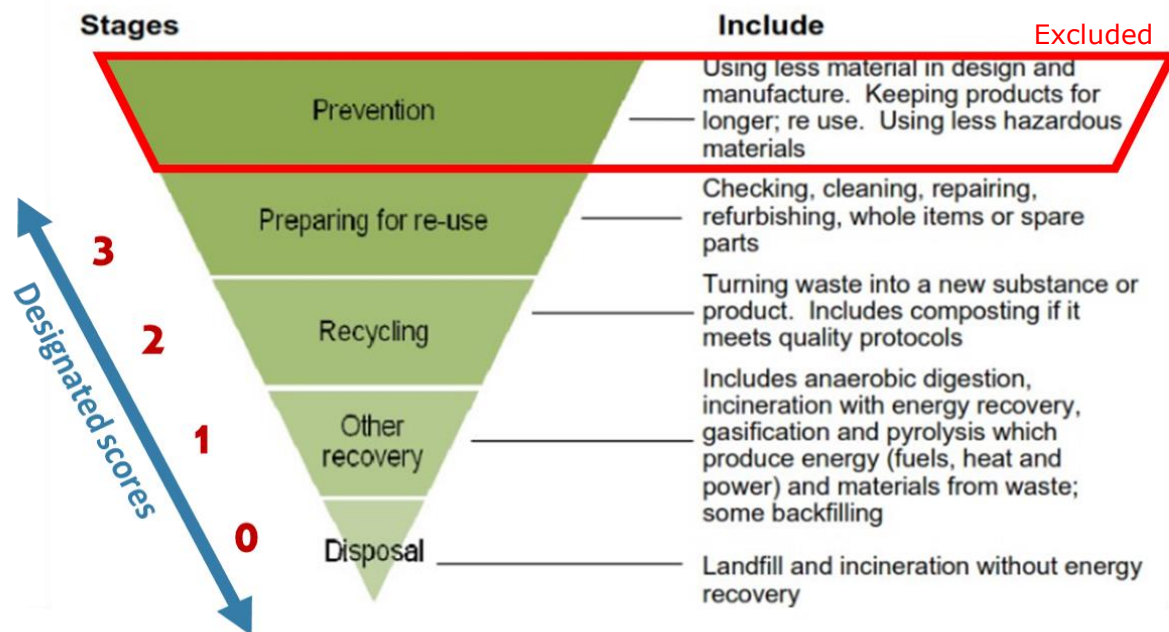 Stages
Include
Excluded
Prevention
Using less material in design and
manufacture. Keeping products for
longer; re use. Using less hazardous
materials
Preparing for re-use
Checking, cleaning, repairing,
refurbishing, whole items or spare
parts
3
Recycling
Turning waste into a new substance or
product. Includes composting if it
meets quality protocols
2
Other
recovery
Includes anaerobic digestion,
incineration with energy recovery,
gasification and pyrolysis which
produce energy (fuels, heat and
power) and materials from waste;
some backfilling
1
Disposal
Landfill and incineration without energy
recovery
0
Designated scores